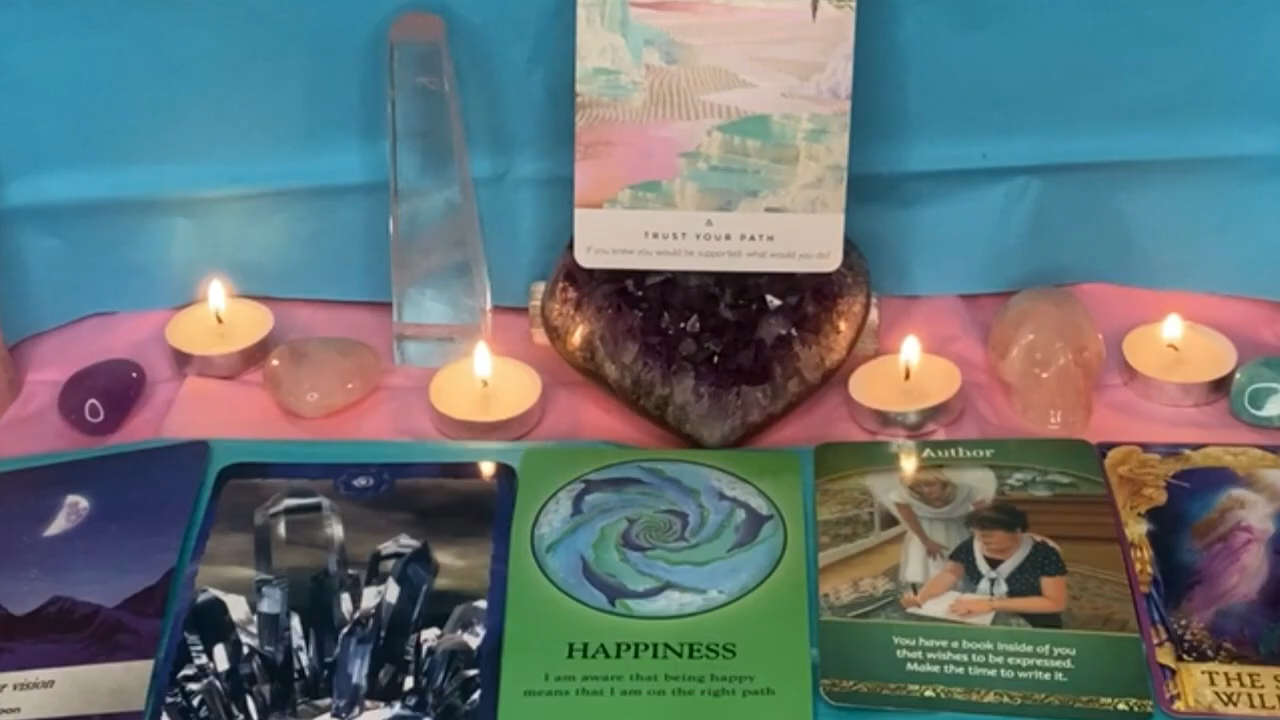 TRUST YOUR PATH
If you knew you would be supported, what would you do?
Author
HAPPINESS
I am aware that being happy
means that I am on the right path
You have a book inside of you
that wishes to be expressed.
Make the time to write it.
r vision
oon
THE S
WIL